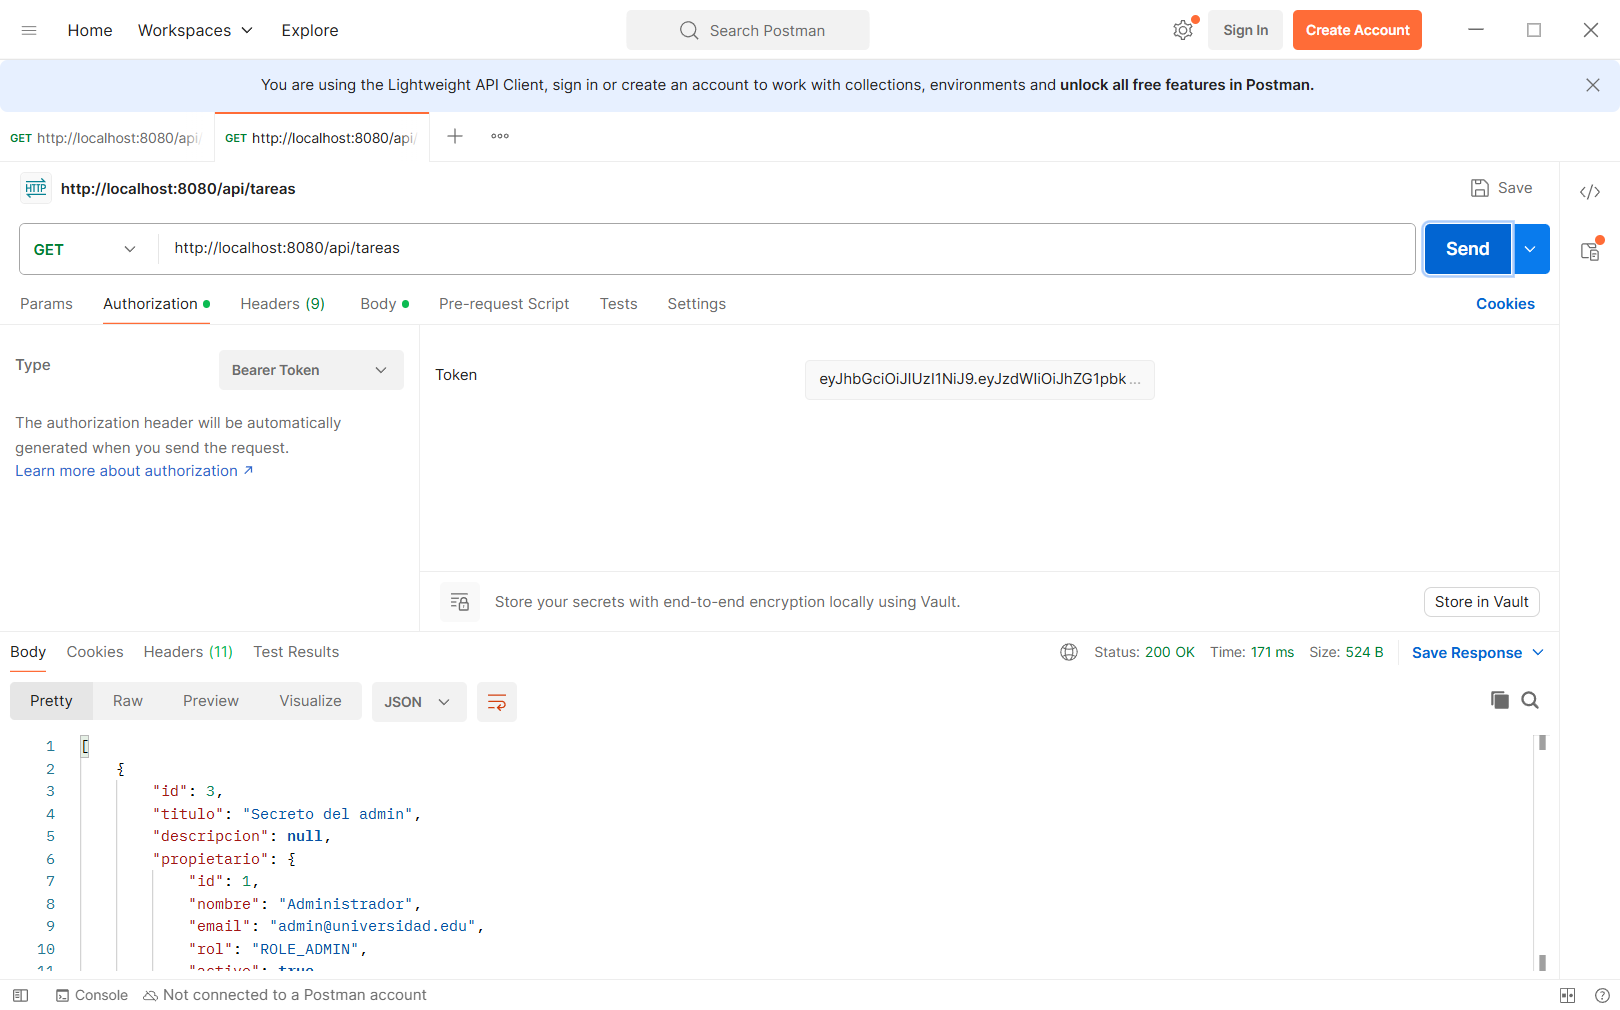 Home Workspaces Explore Search Postman Sign In Create Account
You are using the Lightweight API Client, sign in or create an account to work with collections, environments and unlock all free features in Postman.
GET http://localhost:8080/api/ GET http://localhost:8080/api/
HTTP http://localhost:8080/api/tareas Save
GET http://localhost:8080/api/tareas Send
Params Authorization Headers (9) Body Pre-request Script Tests Settings Cookies
Type Bearer Token
Token eyJhbGciOiJIUzI1NiJ9.eyJzdWIiOiJhZG1pbk...
The authorization header will be automatically
generated when you send the request.
Learn more about authorization ↗
Store your secrets with end-to-end encryption locally using Vault. Store in Vault
Body Cookies Headers (11) Test Results Status: 200 OK Time: 171 ms Size: 524 B Save Response
Pretty Raw Preview Visualize JSON
1 [
2 {
3 "id": 3,
4 "titulo": "Secreto del admin",
5 "descripcion": null,
6 "propietario": {
7 "id": 1,
8 "nombre": "Administrador",
9 "email": "admin@universidad.edu",
10 "rol": "ROLE_ADMIN",
11 "activo": true
Console Not connected to a Postman account